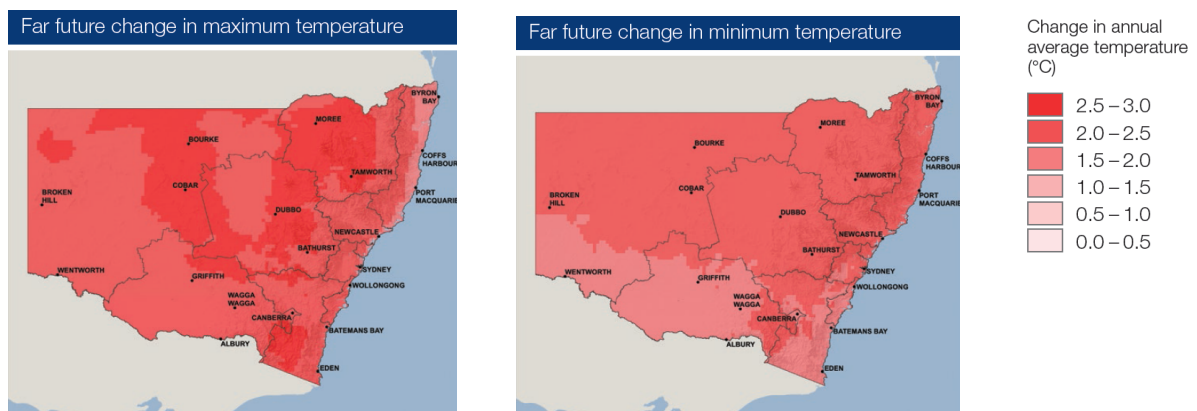 Far future change in maximum temperature
BYRON
BAY
MOREE
BOURKE
COFFS
HARBOUR
TAMWORTH
COBAR
BROKEN
HILL
PORT
MACQUARIE
DUBBO
NEWCASTLE
BATHURST
SYDNEY
WENTWORTH
GRIFFITH
WOLLONGONG
WAGGA
WAGGA
CANBERRA
BATEMANS BAY
ALBURY
EDEN
Far future change in minimum temperature
BYRON
BAY
MOREE
BOURKE
COFFS
HARBOUR
TAMWORTH
COBAR
BROKEN
HILL
PORT
MACQUARIE
DUBBO
NEWCASTLE
BATHURST
SYDNEY
WENTWORTH
GRIFFITH
WOLLONGONG
WAGGA
WAGGA
CANBERRA
BATEMANS BAY
ALBURY
EDEN
Change in annual
average temperature
(°C)
2.5 – 3.0
2.0 – 2.5
1.5 – 2.0
1.0 – 1.5
0.5 – 1.0
0.0 – 0.5